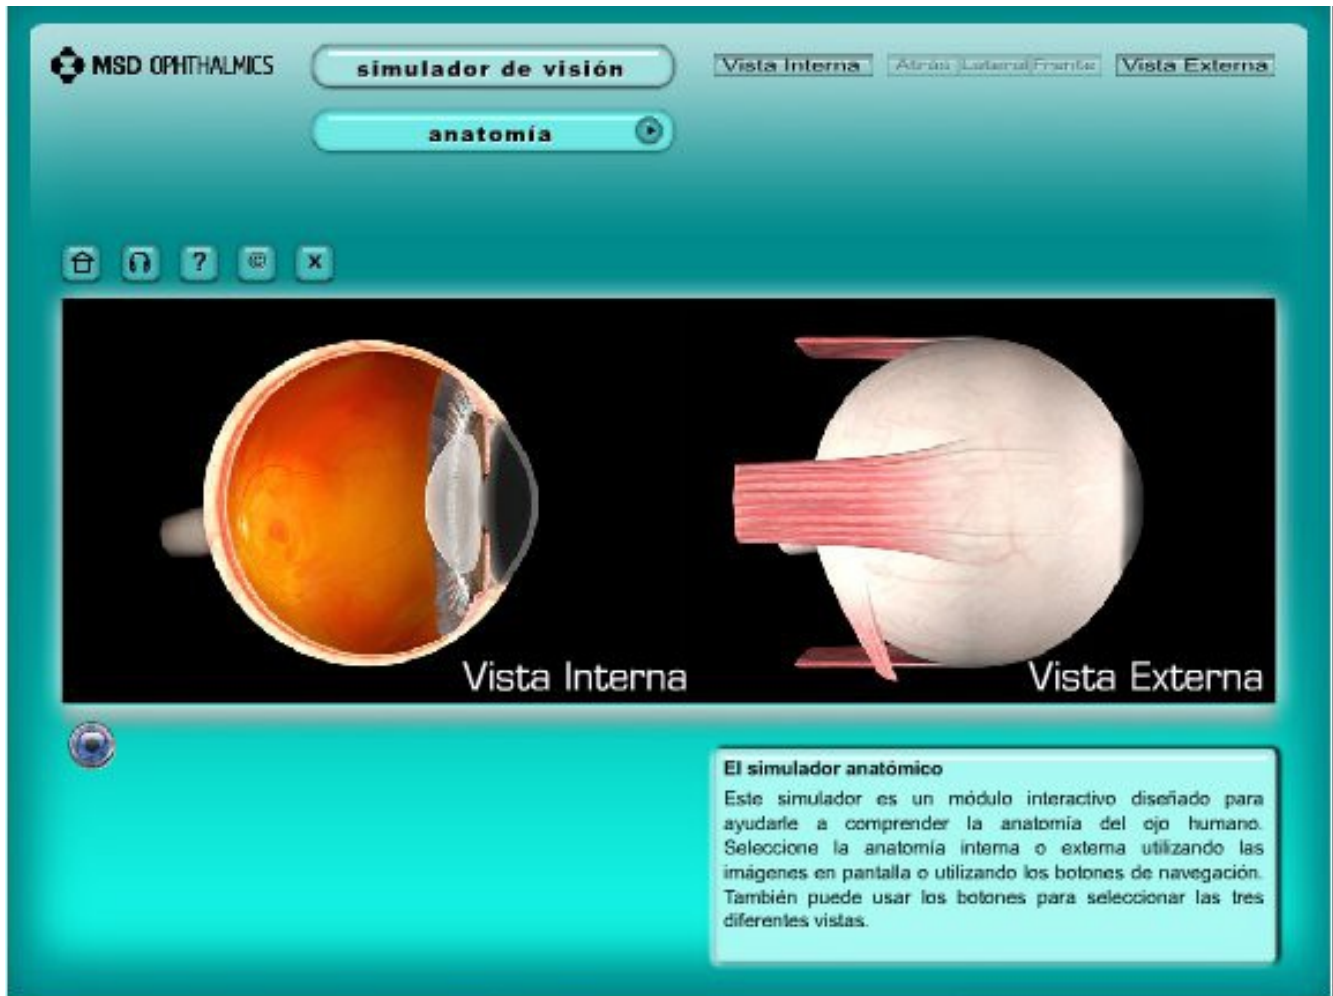 MSD OPHTHALMICS
simulador de visión
Vista Interna
Atrás Lateral Frente
Vista Externa
anatomía
?
©
x
Vista Interna
Vista Externa
El simulador anatómico
Este simulador es un módulo interactivo diseñado para
ayudarle a comprender la anatomía del ojo humano.
Seleccione la anatomía interna o externa utilizando las
imágenes en pantalla o utilizando los botones de navegación.
También puede usar los botones para seleccionar las tres
diferentes vistas.